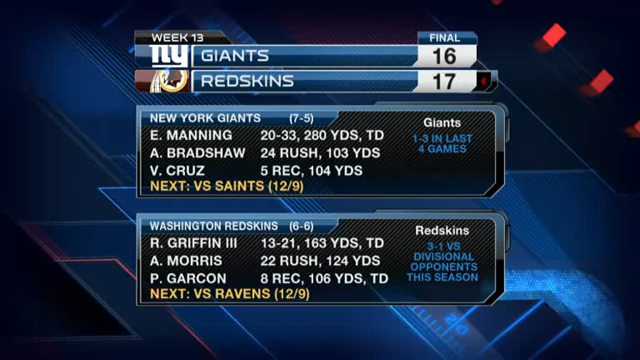 WEEK 13
FINAL
ny GIANTS 16
REDSKINS 17
NEW YORK GIANTS (7-5)
E. MANNING 20-33, 280 YDS, TD
A. BRADSHAW 24 RUSH, 103 YDS
V. CRUZ 5 REC, 104 YDS
NEXT: VS SAINTS (12/9)
Giants
1-3 IN LAST
4 GAMES
WASHINGTON REDSKINS (6-6)
R. GRIFFIN III 13-21, 163 YDS, TD
A. MORRIS 22 RUSH, 124 YDS
P. GARCON 8 REC, 106 YDS, TD
NEXT: VS RAVENS (12/9)
Redskins
3-1 VS
DIVISIONAL
OPPONENTS
THIS SEASON
20